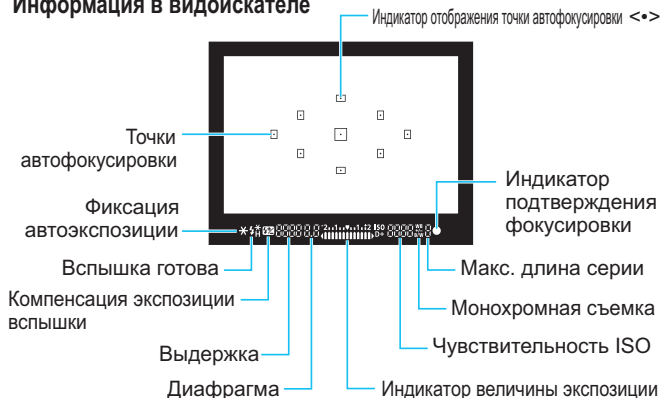 Информация в видоискателе
Индикатор отображения точки автофокусировки <•>
Точки
автофокусировки
Фиксация
автоэкспозиции
Вспышка готова
Компенсация экспозиции
вспышки
Выдержка
Диафрагма
Индикатор
подтверждения
фокусировки
Макс. длина серии
Монохромная съемка
Чувствительность ISO
Индикатор величины экспозиции
ISO
D+